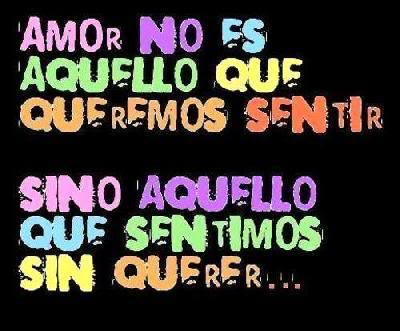 AMOR NO ES
AQUELLO QUE
QUEREMOS SENTIR
SINO AQUELLO
QUE SENTIMOS
SIN QUERER...